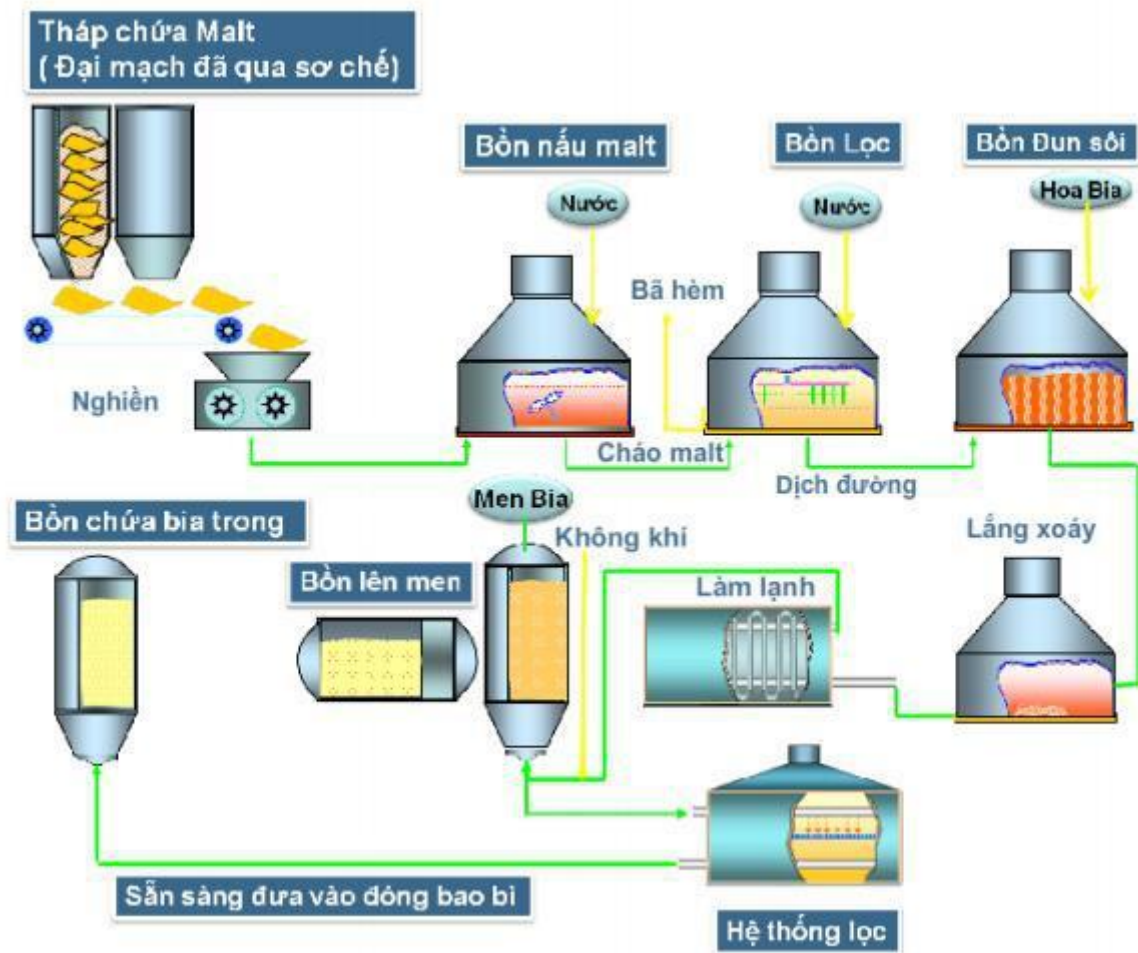 Tháp chứa Malt
( Đại mạch đã qua sơ chế)
Bồn nấu malt
Bồn Lọc
Bồn Đun sôi
Nước
Nước
Hoa Bia
Bã hèm
Nghiền
Cháo malt
Dịch đường
Bồn chứa bia trong
Men Bia
Không khí
Lắng xoáy
Bồn lên men
Làm lạnh
Sẵn sàng đưa vào đóng bao bì
Hệ thống lọc